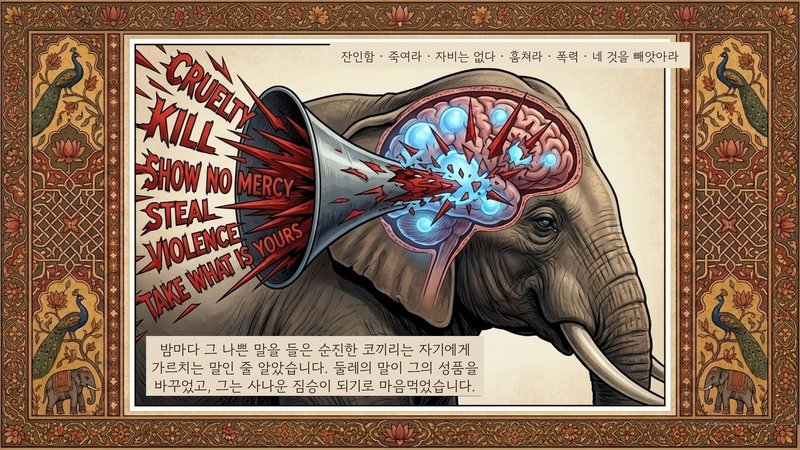 잔인함 · 죽여라 · 자비는 없다 · 훔쳐라 · 폭력 · 네 것을 빼앗아라
CRUELTY
KILL
SHOW NO MERCY
STEAL
VIOLENCE
TAKE WHAT IS YOURS
밤마다 그 나쁜 말을 들은 순진한 코끼리는 자기에게
가르치는 말인 줄 알았습니다. 둘레의 말이 그의 성품을
바꾸었고, 그는 사나운 짐승이 되기로 마음먹었습니다.